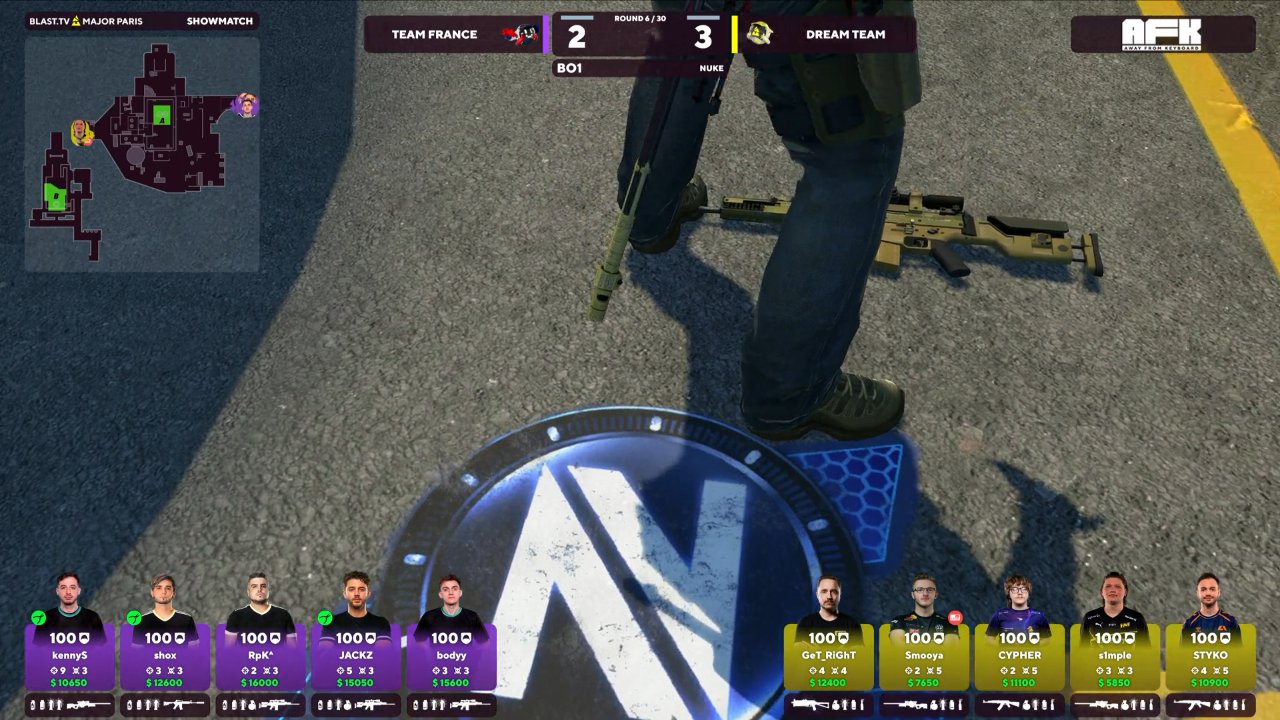 BLAST.TV MAJOR PARIS SHOWMATCH
TEAM FRANCE
2
ROUND 6 / 30
3
DREAM TEAM
BO1 NUKE
AFK
AWAY FROM KEYBOARD
A
B
100 100 100 100 100
kennyS shox RpK^ JACKZ bodyy
9 3 3 3 2 3 5 3 3 3
$10650 $12600 $16000 $15050 $15600
100 100 100 100 100
GeT_RiGhT Smooya CYPHER s1mple STYKO
4 4 2 5 2 5 3 3 4 5
$12400 $7650 $11100 $5850 $10900